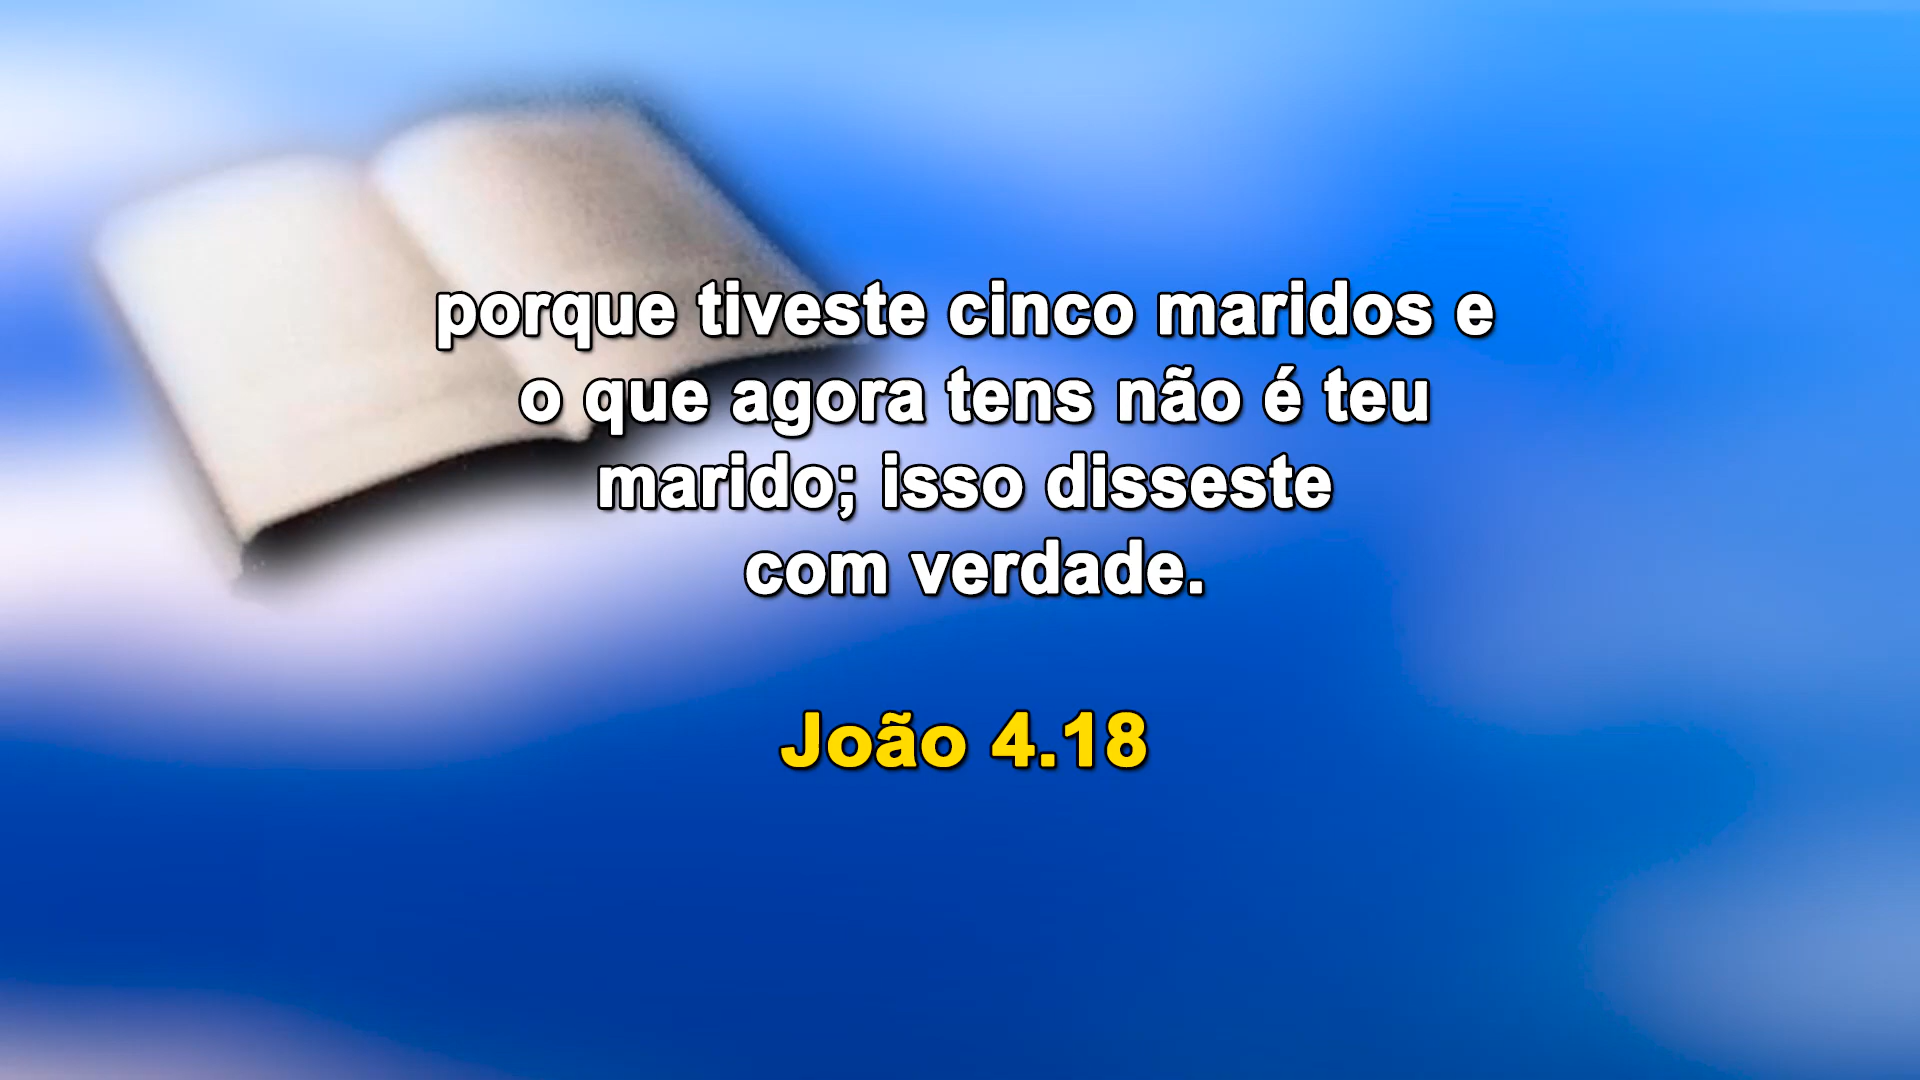 porque tiveste cinco maridos e
o que agora tens não é teu
marido; isso disseste
com verdade.
João 4.18